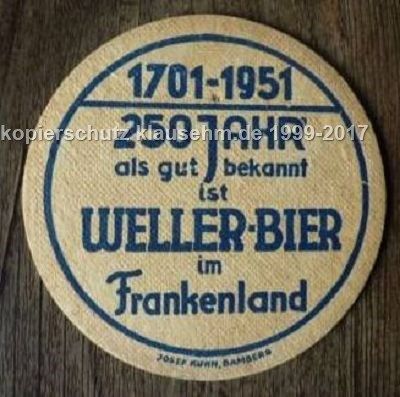 1701-1951
250 JAHR
kopierschutz.klausehm.de 1999-2017
als gut bekannt
ist
WELLER-BIER
im
Frankenland
JOSEF KUHN, BAMBERG